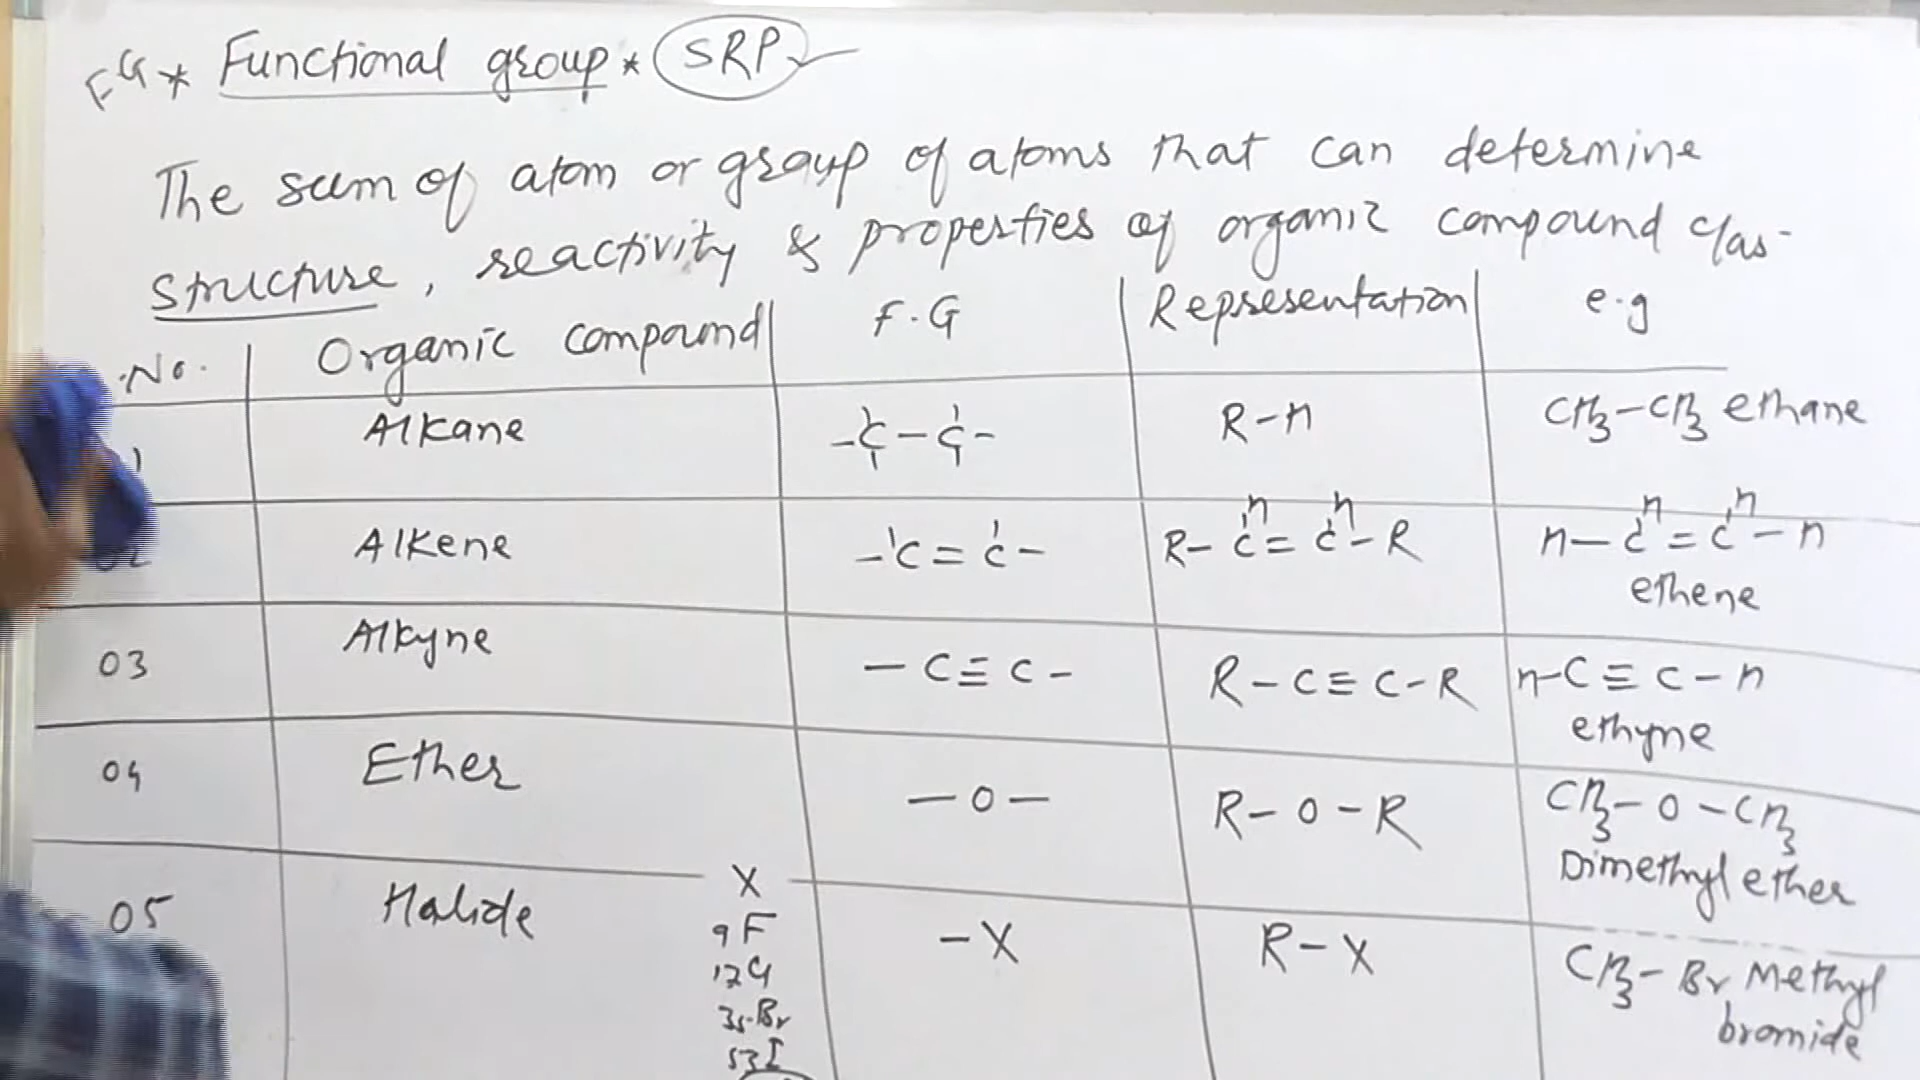 FG * Functional group * SRP
The sum of atom or group of atoms that can determine
structure, reactivity & properties of organic compound clas-
.No. Organic compound F.G Representation e.g
1 Alkane -C-C- R-H CH3-CH3 ethane
02 Alkene -C=C- R-C=C-R H-C=C-H
H H H H
ethene
03 Alkyne -C≡C- R-C≡C-R H-C≡C-H
ethyne
04 Ether -O- R-O-R CH3-O-CH3
Dimethyl ether
05 Halide X -X R-X CH3-Br Methyl
bromide
9F
17Cl
35Br
53I